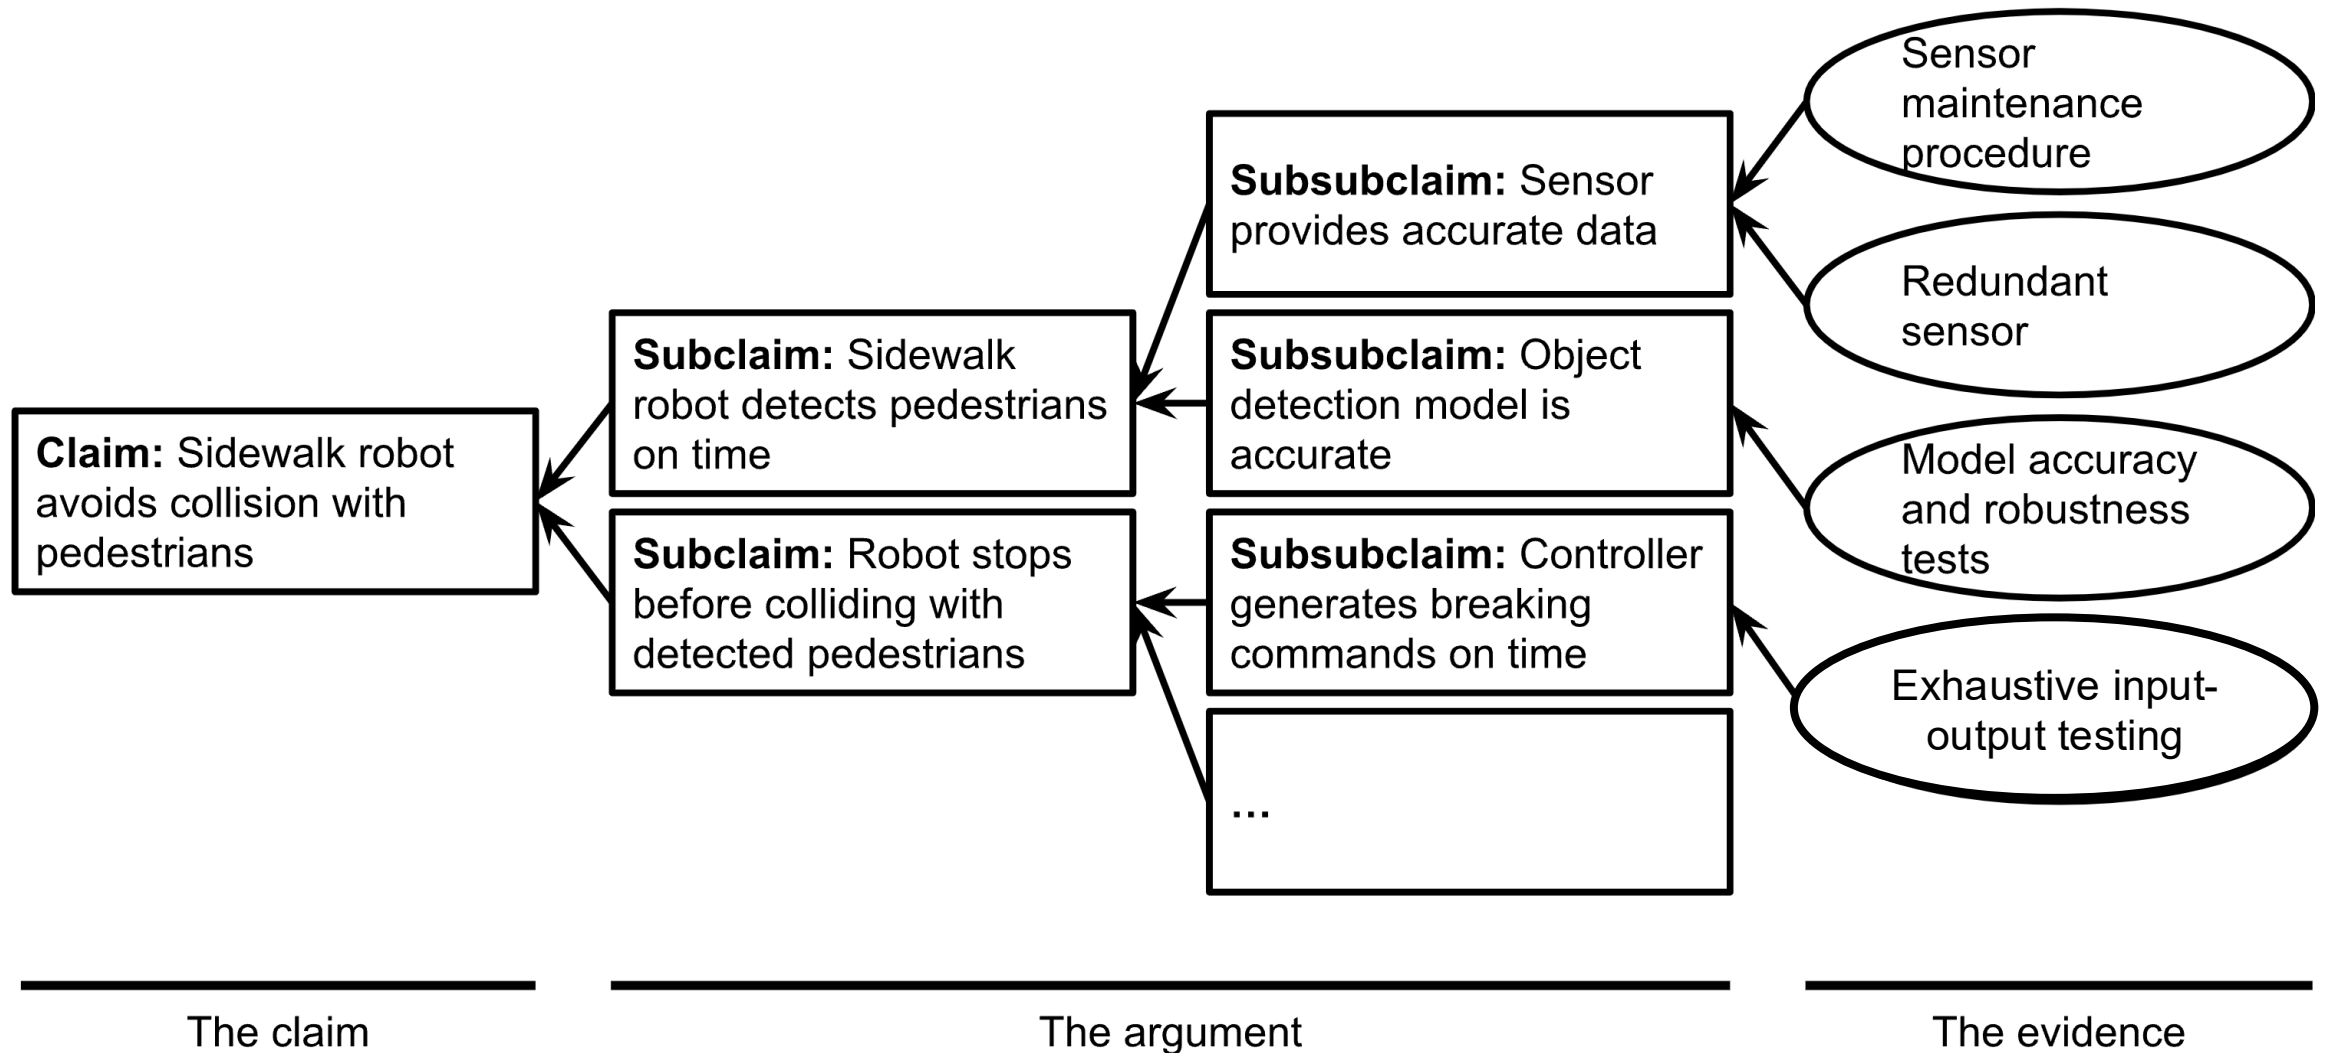 Claim: Sidewalk robot
avoids collision with
pedestrians
Subclaim: Sidewalk
robot detects pedestrians
on time
Subclaim: Robot stops
before colliding with
detected pedestrians
Subsubclaim: Sensor
provides accurate data
Subsubclaim: Object
detection model is
accurate
Subsubclaim: Controller
generates breaking
commands on time
...
Sensor
maintenance
procedure
Redundant
sensor
Model accuracy
and robustness
tests
Exhaustive input-
output testing
The claim
The argument
The evidence